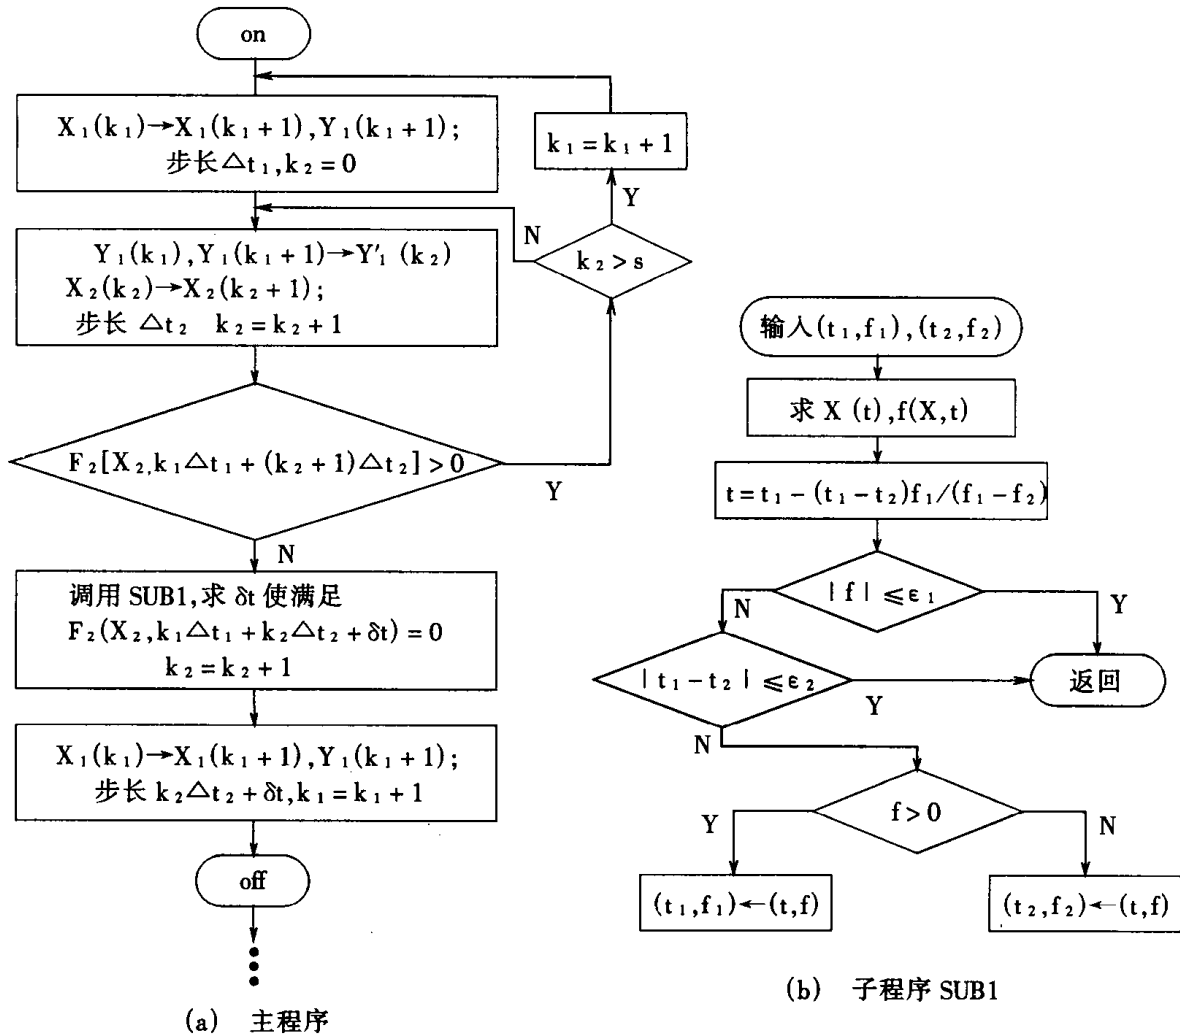 on
X₁(k₁)→X₁(k₁+1),Y₁(k₁+1);
步长△t₁,k₂=0
k₁=k₁+1
Y
N
k₂>s
Y₁(k₁),Y₁(k₁+1)→Y'₁(k₂)
X₂(k₂)→X₂(k₂+1);
步长 △t₂ k₂=k₂+1
F₂[X₂,k₁△t₁+(k₂+1)△t₂]>0
Y
N
调用 SUB1,求 δt 使满足
F₂(X₂,k₁△t₁+k₂△t₂+δt)=0
k₂=k₂+1
X₁(k₁)→X₁(k₁+1),Y₁(k₁+1);
步长 k₂△t₂+δt,k₁=k₁+1
off
(a) 主程序
输入(t₁,f₁),(t₂,f₂)
求 X (t),f(X,t)
t=t₁-(t₁-t₂)f₁/(f₁-f₂)
|f|≤ε₁
N
Y
|t₁-t₂|≤ε₂
Y
返回
N
f>0
Y
N
(t₁,f₁)←(t,f)
(t₂,f₂)←(t,f)
(b) 子程序 SUB1